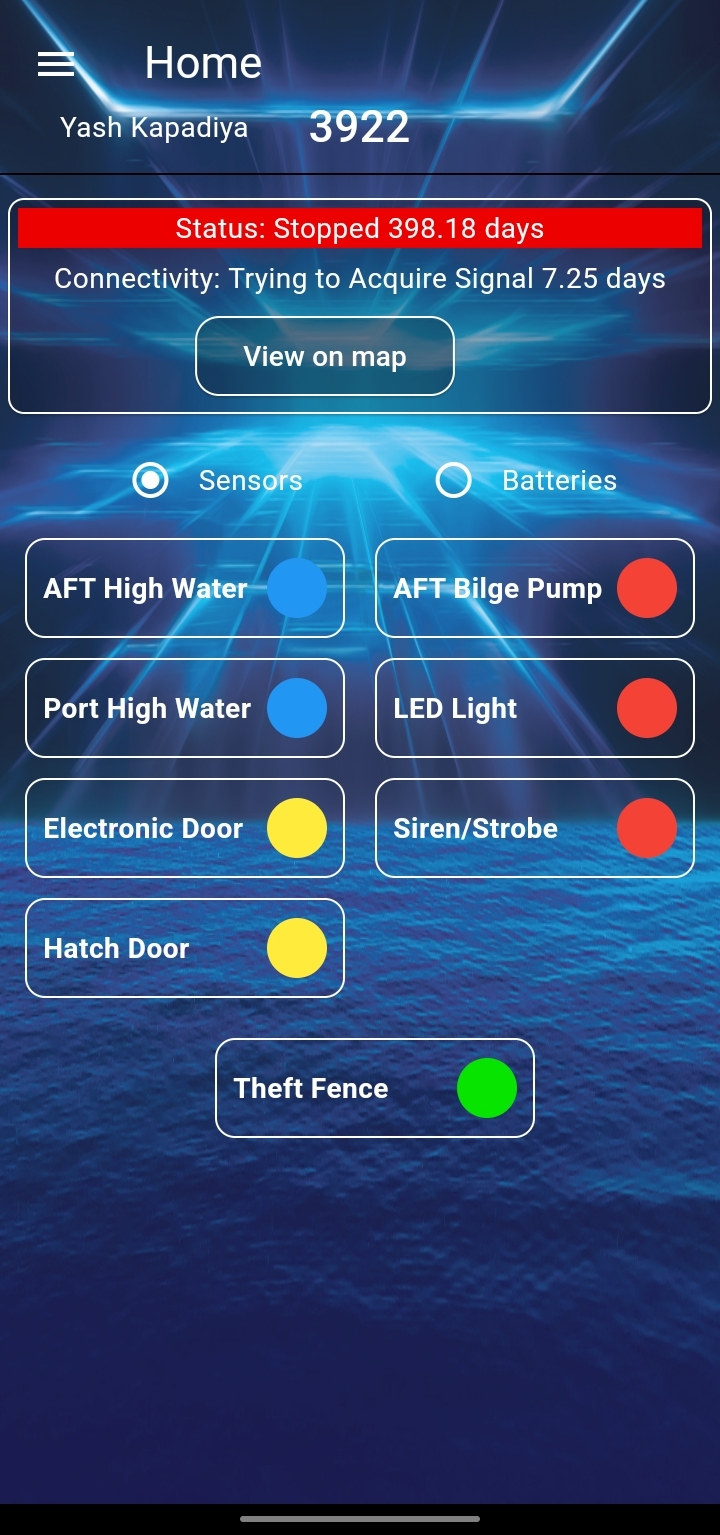 Home
Yash Kapadiya 3922
Status: Stopped 398.18 days
Connectivity: Trying to Acquire Signal 7.25 days
View on map
Sensors Batteries
AFT High Water AFT Bilge Pump
Port High Water LED Light
Electronic Door Siren/Strobe
Hatch Door
Theft Fence